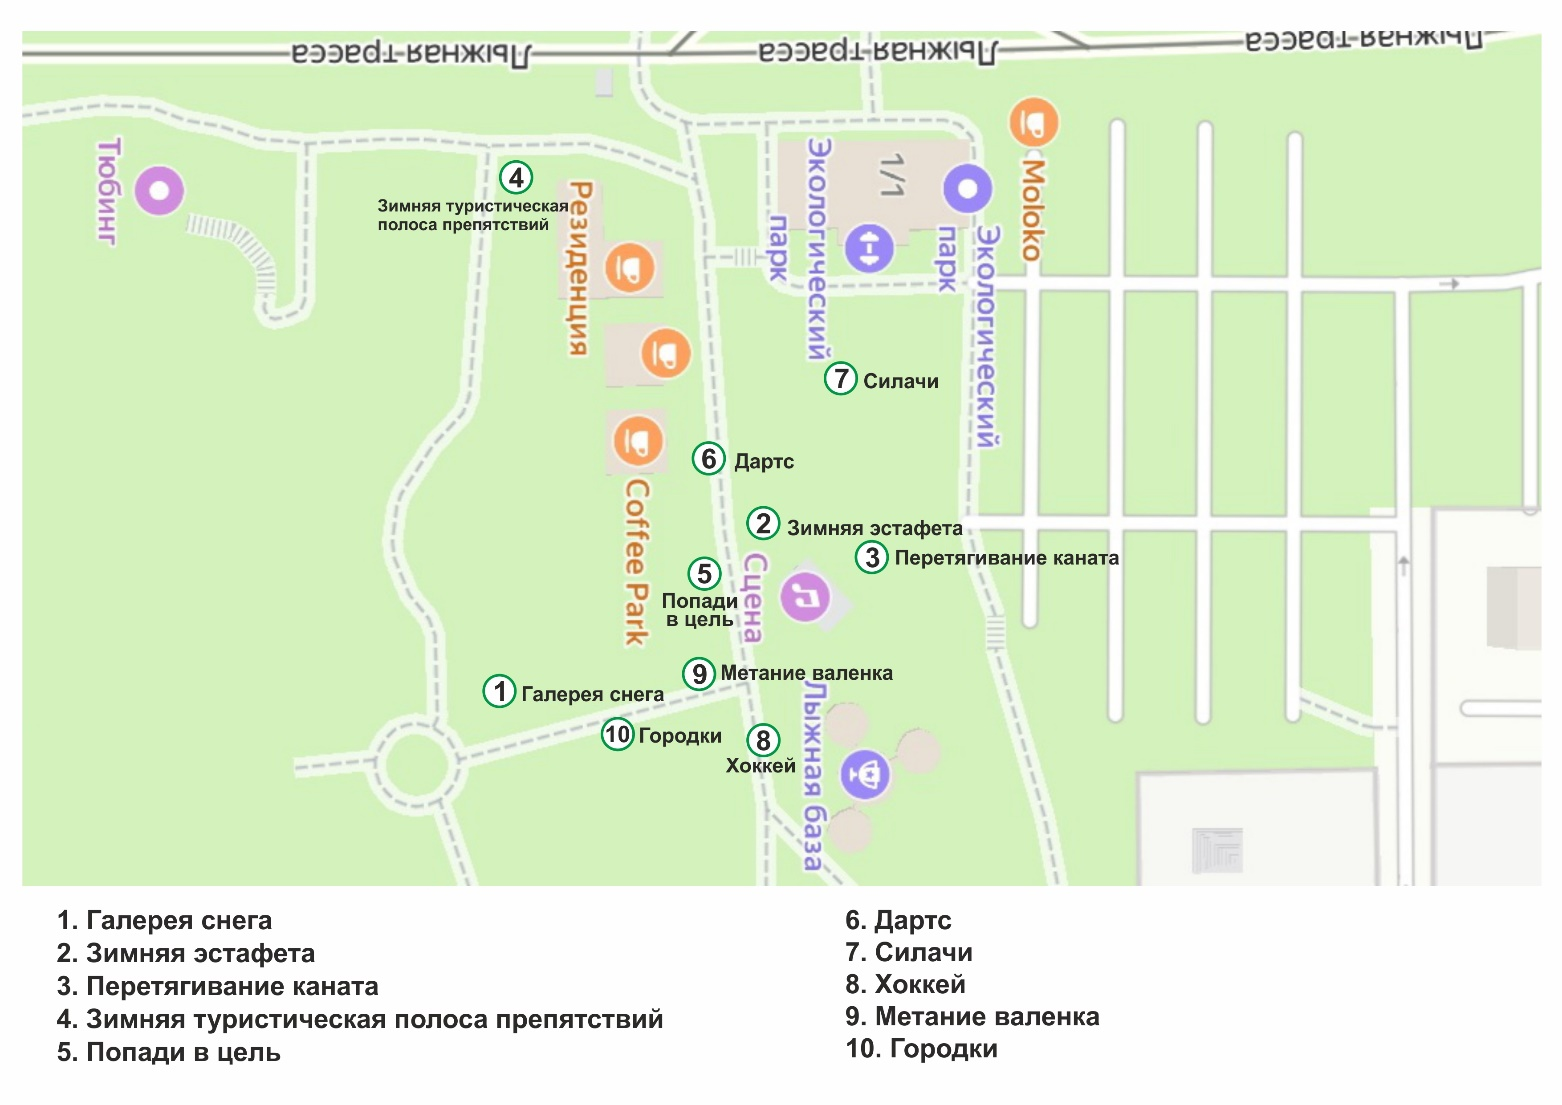 Лыжная трасса
Лыжная трасса
Лыжная трасса
Тюбинг
4
Зимняя туристическая
полоса препятствий
Резиденция
Экологический
парк
1/1
Экологический
парк
Moloko
7 Силачи
6 Дартс
Coffee Park
2 Зимняя эстафета
3 Перетягивание каната
5
Попади
в цель
Сцена
9 Метание валенка
1 Галерея снега
10 Городки
8
Хоккей
Лыжная база
1. Галерея снега
2. Зимняя эстафета
3. Перетягивание каната
4. Зимняя туристическая полоса препятствий
5. Попади в цель
6. Дартс
7. Силачи
8. Хоккей
9. Метание валенка
10. Городки